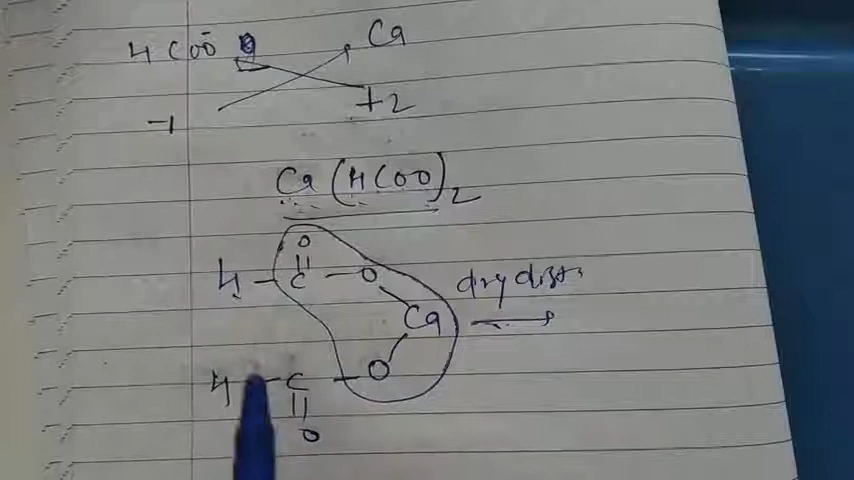 HCOO⁻ Ca
-1 +2
Ca(HCOO)2
O
||
H - C - O
dry dist.
Ca
H - C - O
||
O